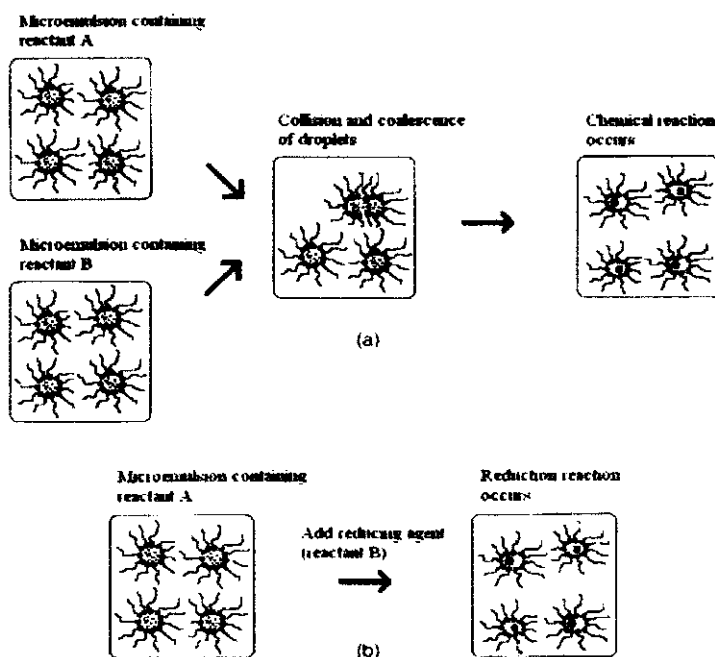 Microemulsion containing
reactant A
Microemulsion containing
reactant B
Collision and coalescence
of droplets
Chemical reaction
occurs
(a)
Microemulsion containing
reactant A
Add reducing agent
(reactant B)
Reduction reaction
occurs
(b)